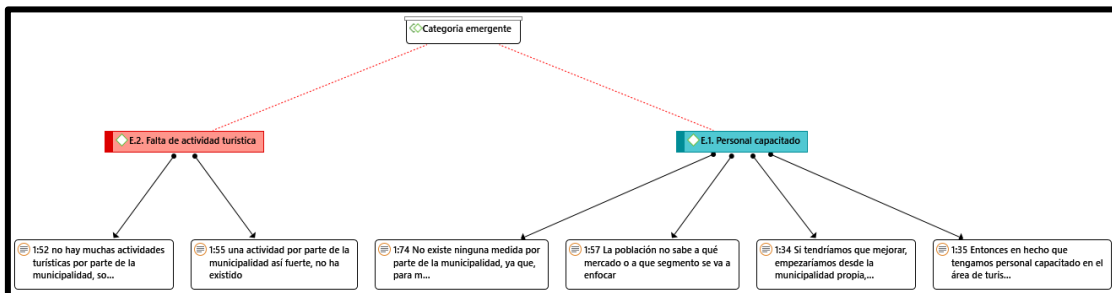 Categoria emergente
E.2. Falta de actividad turística
E.1. Personal capacitado
1:52 no hay muchas actividades
turísticas por parte de la
municipalidad, so...
1:55 una actividad por parte de la
municipalidad así fuerte, no ha
existido
1:74 No existe ninguna medida por
parte de la municipalidad, ya que,
para m...
1:57 La población no sabe a qué
mercado o a que segmento se va a
enfocar
1:34 Si tendríamos que mejorar,
empezaríamos desde la
municipalidad propia,...
1:35 Entonces en hecho que
tengamos personal capacitado en el
área de turis...